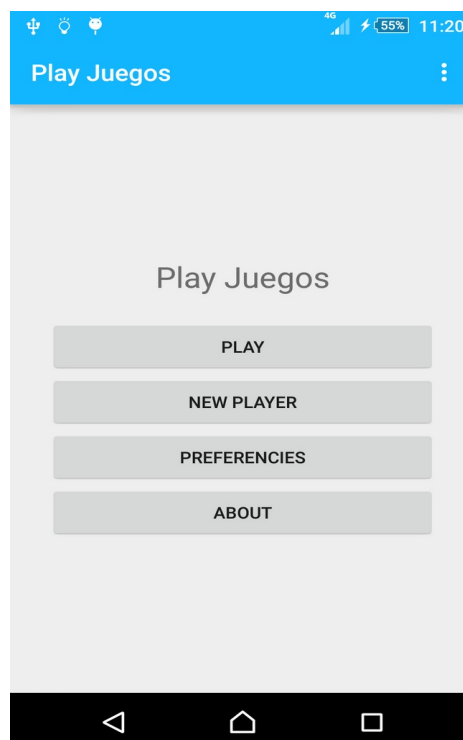 4G 55% 11:20
Play Juegos
Play Juegos
PLAY
NEW PLAYER
PREFERENCIES
ABOUT